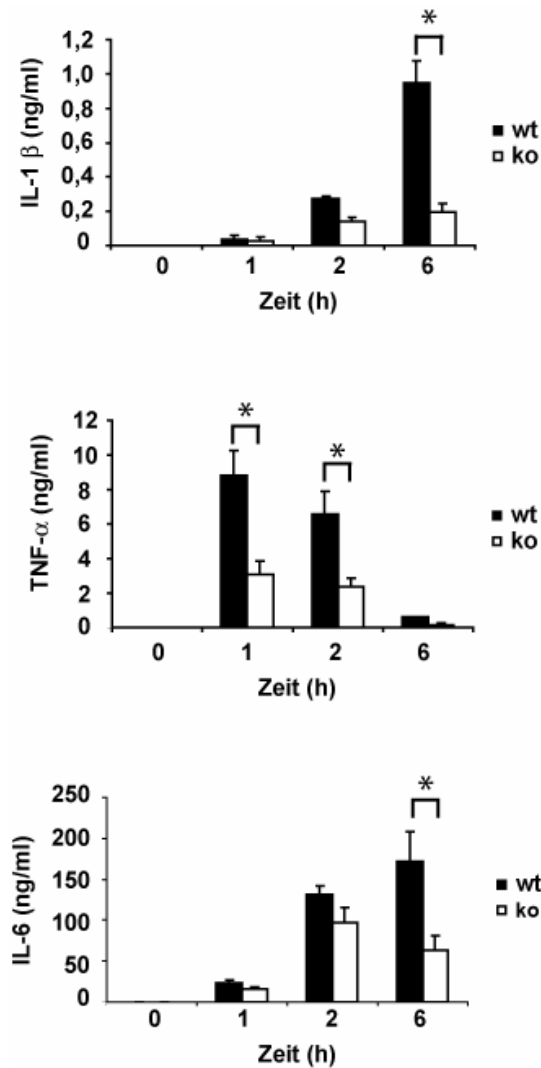 1,2
*
1,0
0,8
0,6
0,4
0,2
0
IL-1 β (ng/ml)
wt
ko
0 1 2 6
Zeit (h)
12
10
8
6
4
2
0
TNF-α (ng/ml)
*
*
wt
ko
0 1 2 6
Zeit (h)
250
200
150
100
50
0
IL-6 (ng/ml)
*
wt
ko
0 1 2 6
Zeit (h)